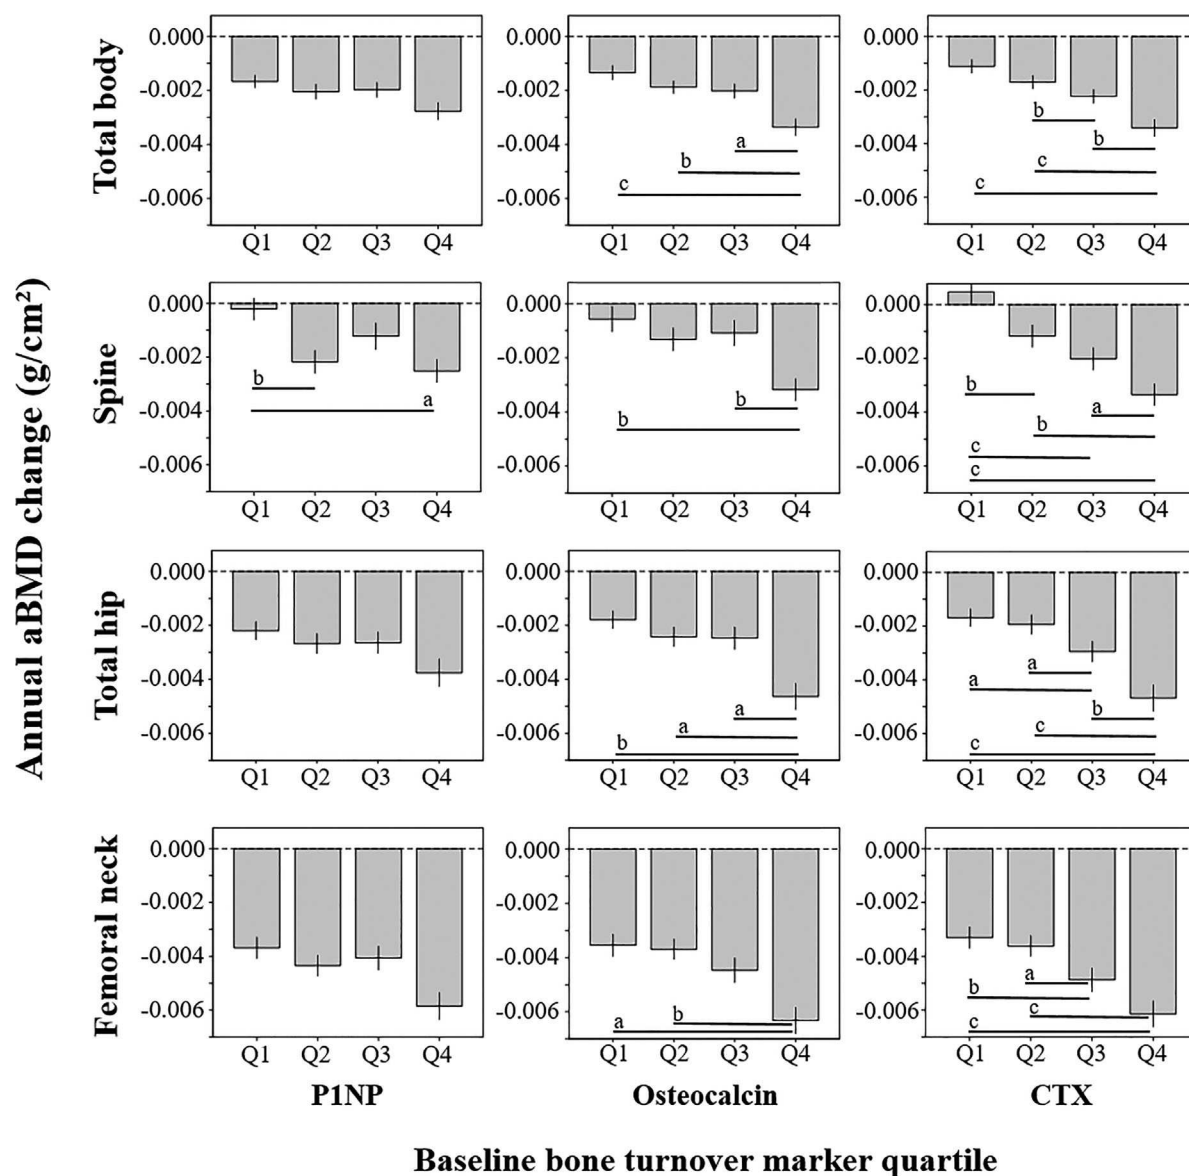 Annual aBMD change (g/cm²)
Total body
0.000
-0.002
-0.004
-0.006
Q1 Q2 Q3 Q4
0.000
-0.002
-0.004
-0.006
a
b
c
Q1 Q2 Q3 Q4
0.000
-0.002
-0.004
-0.006
b
b
c
c
Q1 Q2 Q3 Q4
Spine
0.000
-0.002
-0.004
-0.006
b
a
Q1 Q2 Q3 Q4
0.000
-0.002
-0.004
-0.006
b
b
Q1 Q2 Q3 Q4
0.000
-0.002
-0.004
-0.006
b
a
b
c
c
Q1 Q2 Q3 Q4
Total hip
0.000
-0.002
-0.004
-0.006
Q1 Q2 Q3 Q4
0.000
-0.002
-0.004
-0.006
a
a
b
Q1 Q2 Q3 Q4
0.000
-0.002
-0.004
-0.006
a
a
b
c
c
Q1 Q2 Q3 Q4
Femoral neck
0.000
-0.002
-0.004
-0.006
Q1 Q2 Q3 Q4
0.000
-0.002
-0.004
-0.006
b
a
Q1 Q2 Q3 Q4
0.000
-0.002
-0.004
-0.006
a
b
c
c
Q1 Q2 Q3 Q4
P1NP
Osteocalcin
CTX
Baseline bone turnover marker quartile